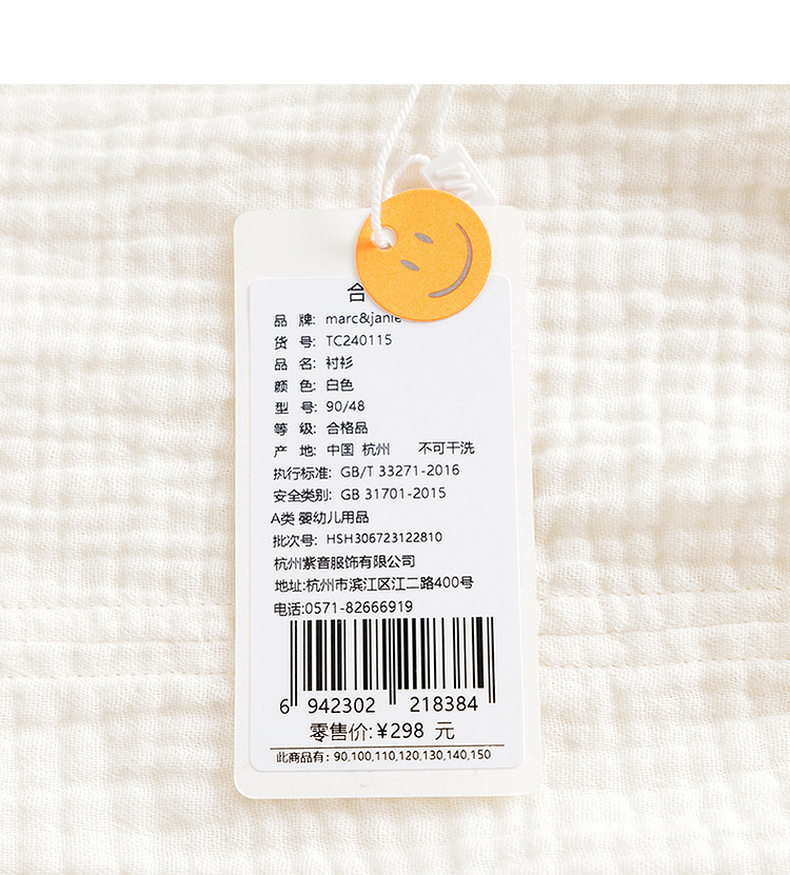 合
品 牌: marc&janie
货 号: TC240115
品 名: 衬衫
颜 色: 白色
型 号: 90/48
等 级: 合格品
产 地: 中国 杭州 不可干洗
执行标准: GB/T 33271-2016
安全类别: GB 31701-2015
A类 婴幼儿用品
批次号: HSH306723122810
杭州紫音服饰有限公司
地址:杭州市滨江区江二路400号
电话:0571-82666919
6 942302 218384
零售价:¥298 元
此商品有: 90,100,110,120,130,140,150